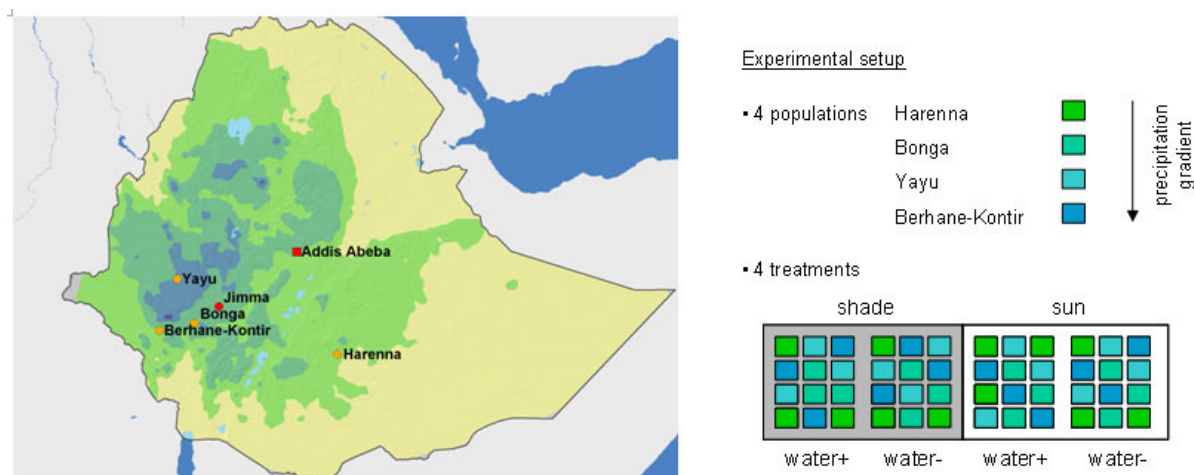 Addis Abeba
Yayu
Jimma
Bonga
Berhane-Kontir
Harenna
Experimental setup
▪ 4 populations
Harenna
Bonga
Yayu
Berhane-Kontir
precipitation
gradient
▪ 4 treatments
shade sun
water+ water- water+ water-